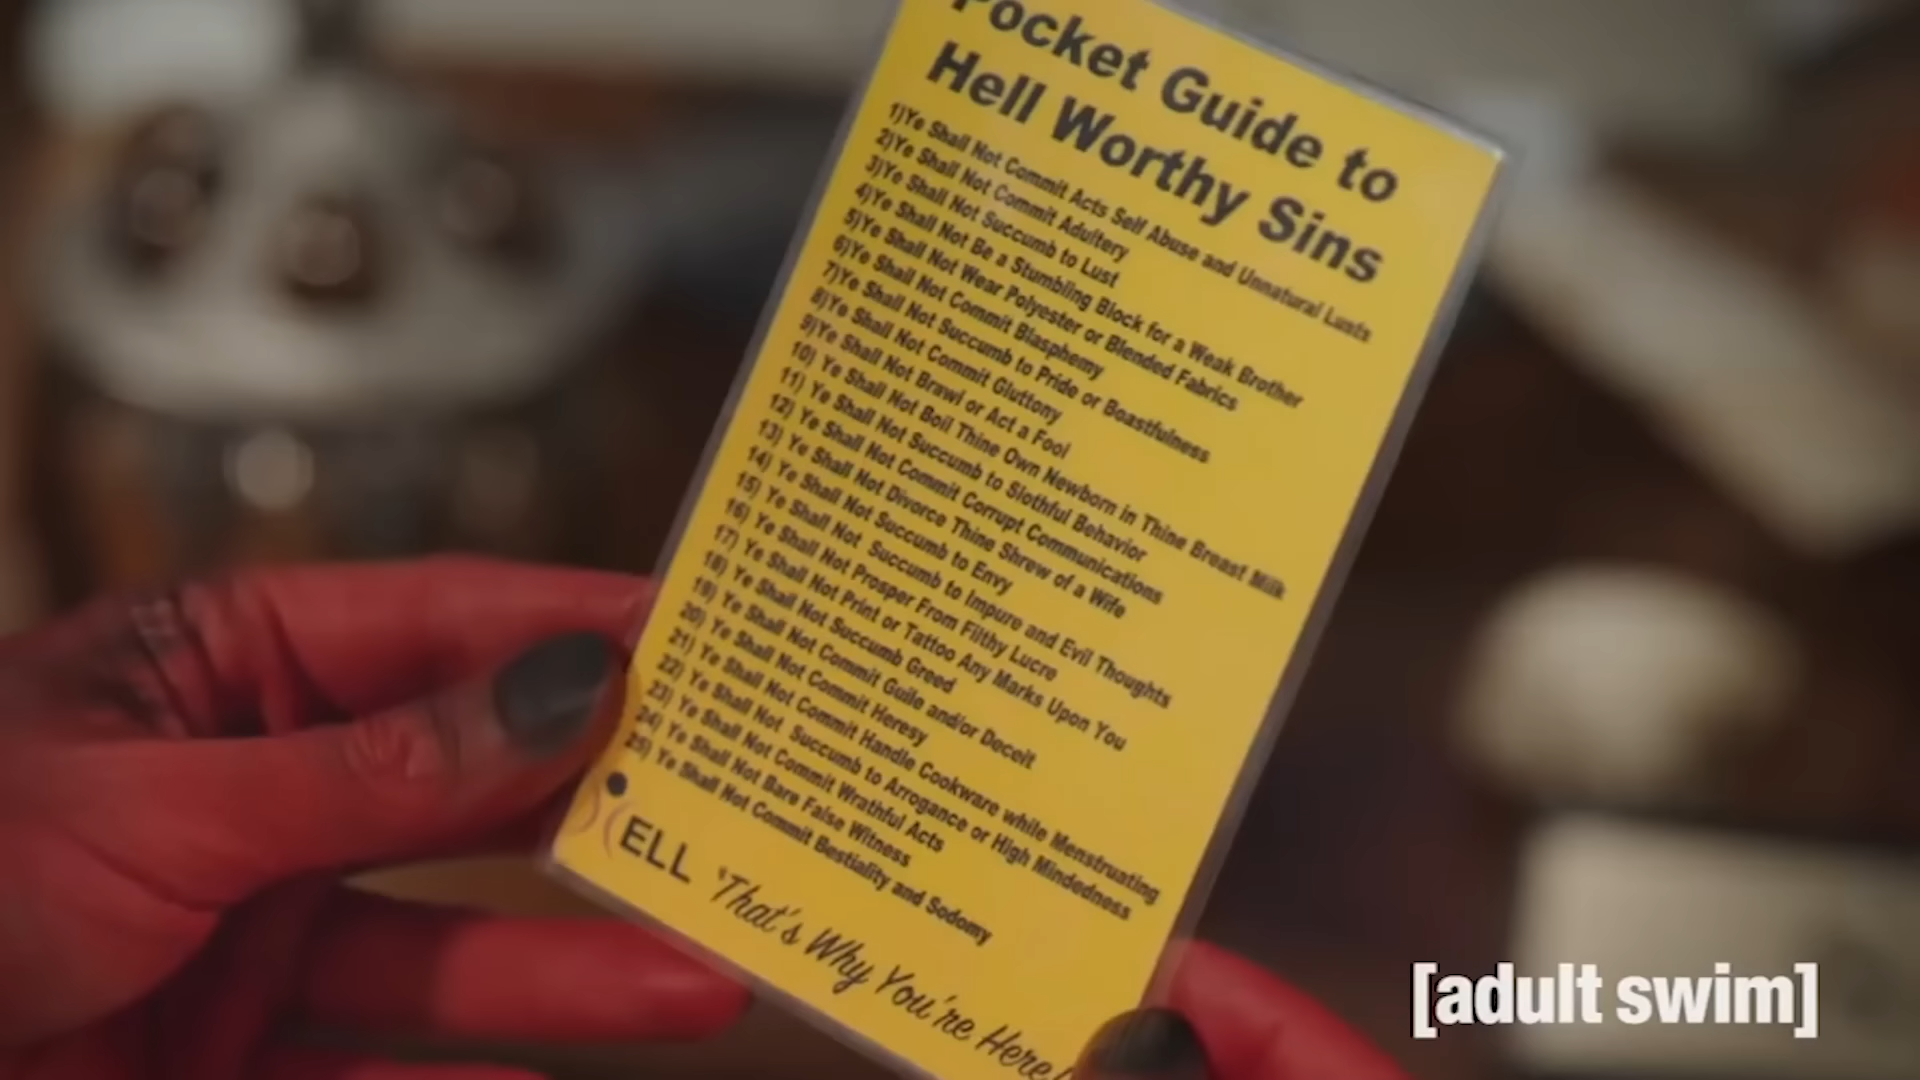 Pocket Guide to
Hell Worthy Sins
1)Ye Shall Not Commit Acts Self Abuse and Unnatural Lusts
2)Ye Shall Not Commit Adultery
3)Ye Shall Not Succumb to Lust
4)Ye Shall Not Be a Stumbling Block for a Weak Brother
5)Ye Shall Not Wear Polyester or Blended Fabrics
6)Ye Shall Not Commit Blasphemy
7)Ye Shall Not Succumb to Pride or Boastfulness
8)Ye Shall Not Commit Gluttony
9)Ye Shall Not Brawl or Act a Fool
10) Ye Shall Not Boil Thine Own Newborn in Thine Breast Milk
11) Ye Shall Not Succumb to Slothful Behavior
12) Ye Shall Not Commit Corrupt Communications
13) Ye Shall Not Divorce Thine Shrew of a Wife
14) Ye Shall Not Succumb to Envy
15) Ye Shall Not Succumb to Impure and Evil Thoughts
16) Ye Shall Not Prosper From Filthy Lucre
17) Ye Shall Not Print or Tattoo Any Marks Upon You
18) Ye Shall Not Succumb Greed
19) Ye Shall Not Commit Guile and/or Deceit
20) Ye Shall Not Commit Heresy
21) Ye Shall Not Commit Handle Cookware while Menstruating
22) Ye Shall Not Succumb to Arrogance or High Mindedness
23) Ye Shall Not Commit Wrathful Acts
24) Ye Shall Not Bare False Witness
25) Ye Shall Not Commit Bestiality and Sodomy
ELL 'That's Why You're Here!
[adult swim]